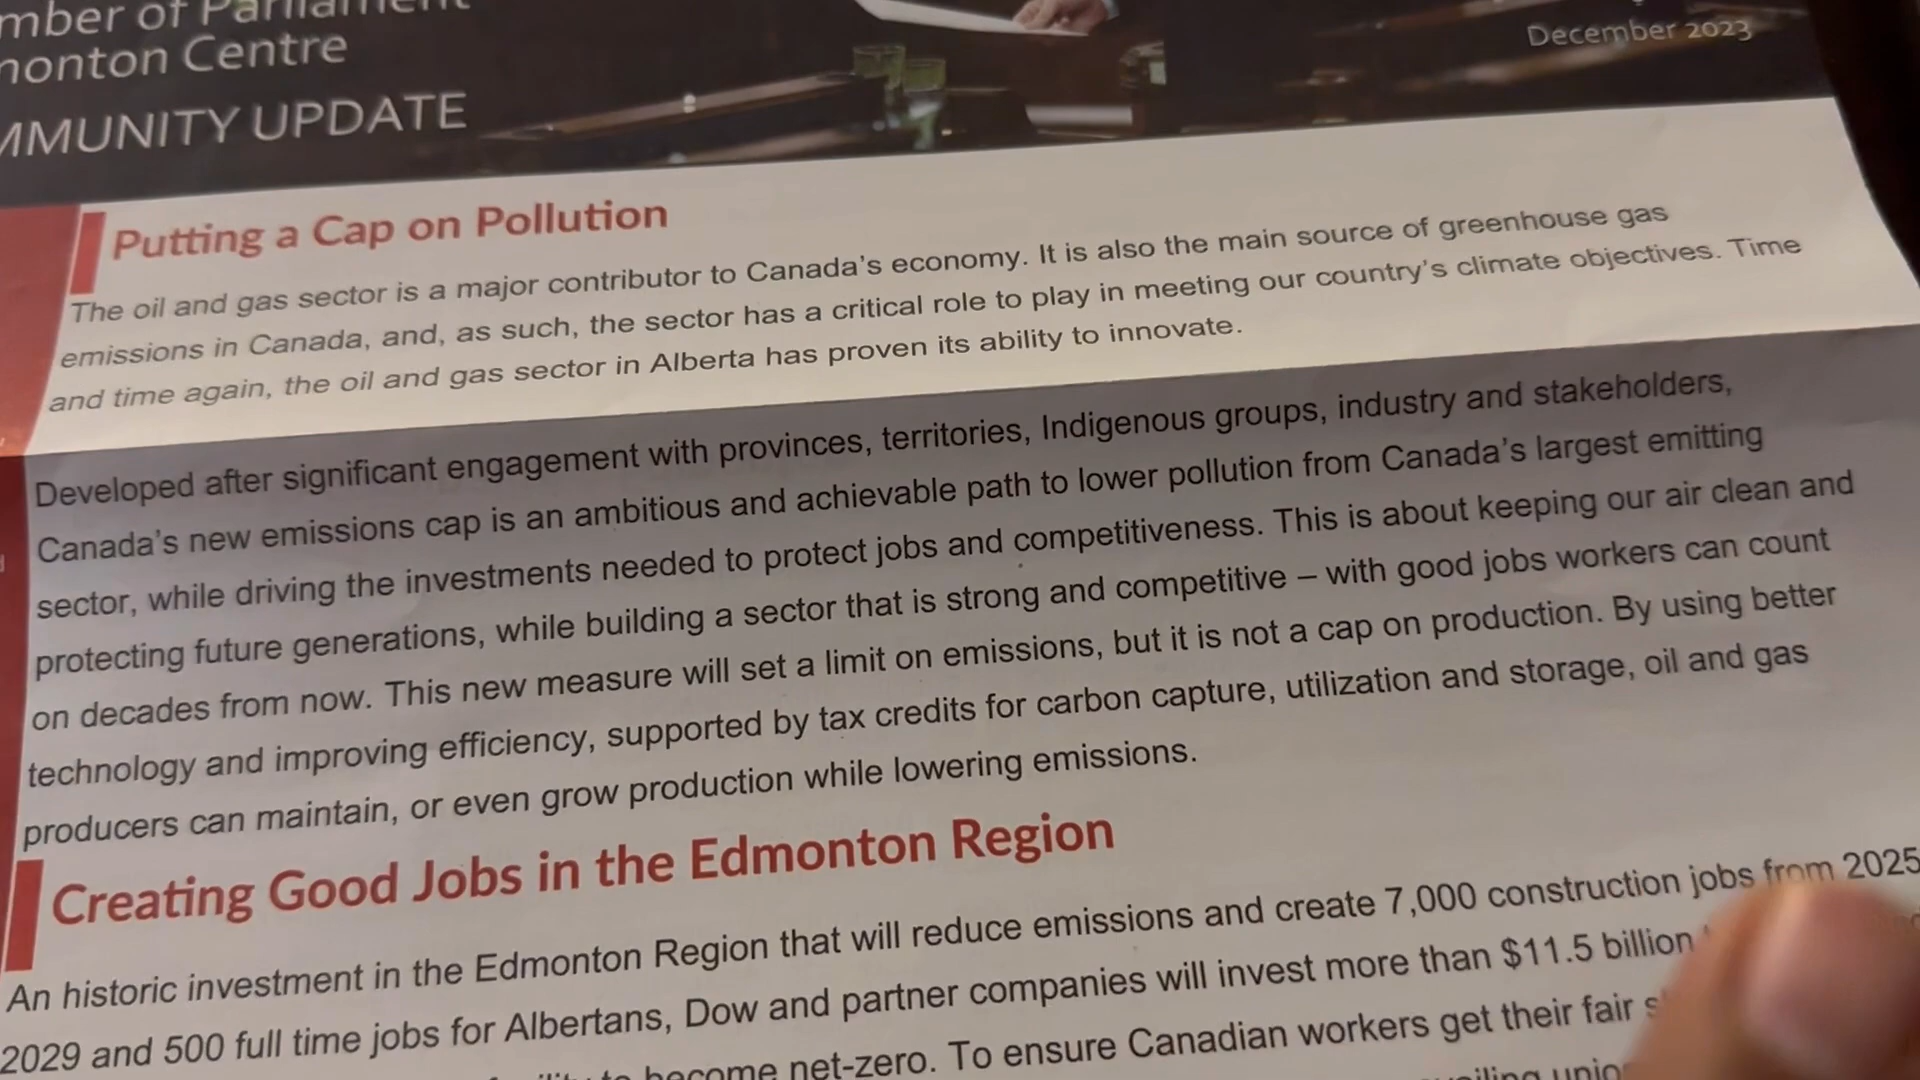 mber of Parliament
monton Centre
MMUNITY UPDATE
December 2023
Putting a Cap on Pollution
The oil and gas sector is a major contributor to Canada's economy. It is also the main source of greenhouse gas
emissions in Canada, and, as such, the sector has a critical role to play in meeting our country's climate objectives. Time
and time again, the oil and gas sector in Alberta has proven its ability to innovate.
Developed after significant engagement with provinces, territories, Indigenous groups, industry and stakeholders,
Canada's new emissions cap is an ambitious and achievable path to lower pollution from Canada's largest emitting
sector, while driving the investments needed to protect jobs and competitiveness. This is about keeping our air clean and
protecting future generations, while building a sector that is strong and competitive – with good jobs workers can count
on decades from now. This new measure will set a limit on emissions, but it is not a cap on production. By using better
technology and improving efficiency, supported by tax credits for carbon capture, utilization and storage, oil and gas
producers can maintain, or even grow production while lowering emissions.
Creating Good Jobs in the Edmonton Region
An historic investment in the Edmonton Region that will reduce emissions and create 7,000 construction jobs from 2025
2029 and 500 full time jobs for Albertans, Dow and partner companies will invest more than $11.5 billion
to become net-zero. To ensure Canadian workers get their fair